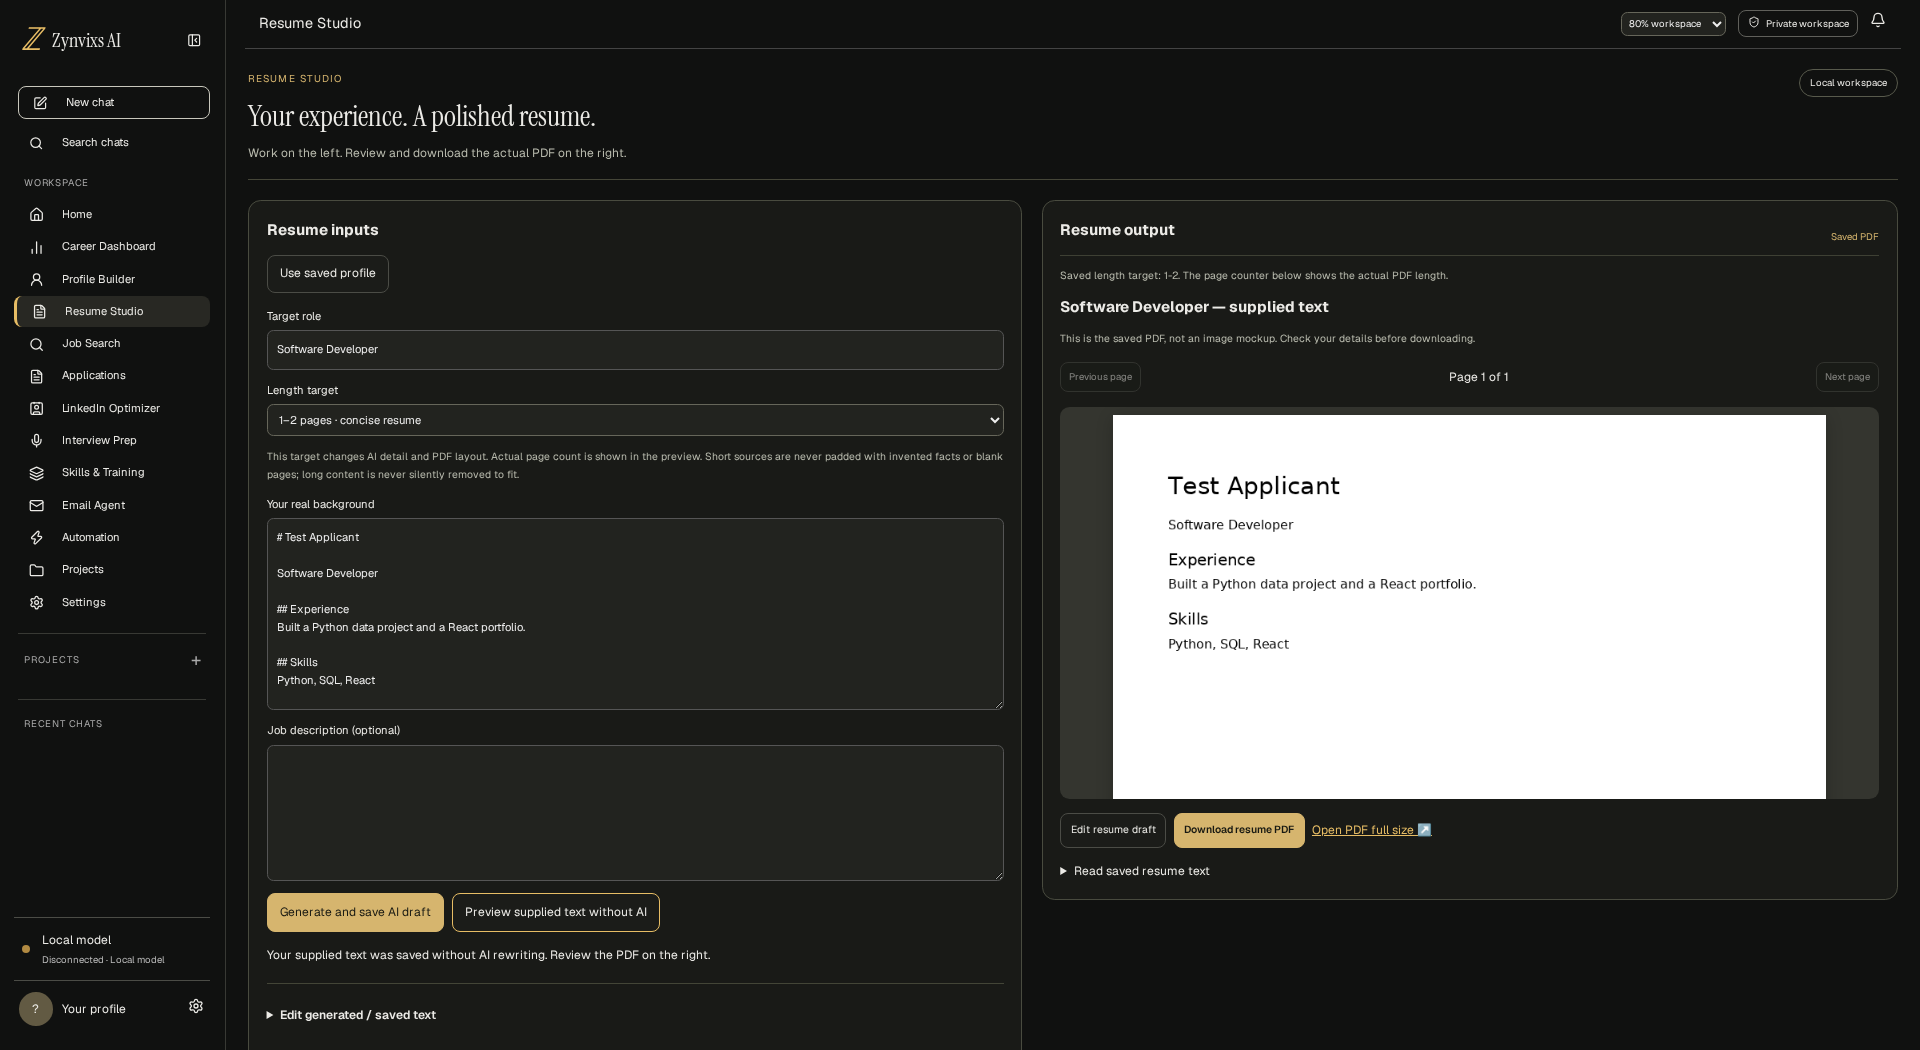 Zynvixs AI
New chat
Search chats
WORKSPACE
Home
Career Dashboard
Profile Builder
Resume Studio
Job Search
Applications
LinkedIn Optimizer
Interview Prep
Skills & Training
Email Agent
Automation
Projects
Settings
PROJECTS
RECENT CHATS
Local model
Disconnected · Local model
?
Your profile
Resume Studio
80% workspace
Private workspace
RESUME STUDIO
Local workspace
Your experience. A polished resume.
Work on the left. Review and download the actual PDF on the right.
Resume inputs
Use saved profile
Target role
Software Developer
Length target
1–2 pages · concise resume
This target changes AI detail and PDF layout. Actual page count is shown in the preview. Short sources are never padded with invented facts or blank
pages; long content is never silently removed to fit.
Your real background
# Test Applicant
Software Developer
## Experience
Built a Python data project and a React portfolio.
## Skills
Python, SQL, React
Job description (optional)
Generate and save AI draft
Preview supplied text without AI
Your supplied text was saved without AI rewriting. Review the PDF on the right.
Edit generated / saved text
Resume output
Saved PDF
Saved length target: 1-2. The page counter below shows the actual PDF length.
Software Developer — supplied text
This is the saved PDF, not an image mockup. Check your details before downloading.
Previous page
Page 1 of 1
Next page
Test Applicant
Software Developer
Experience
Built a Python data project and a React portfolio.
Skills
Python, SQL, React
Edit resume draft
Download resume PDF
Open PDF full size ↗
Read saved resume text